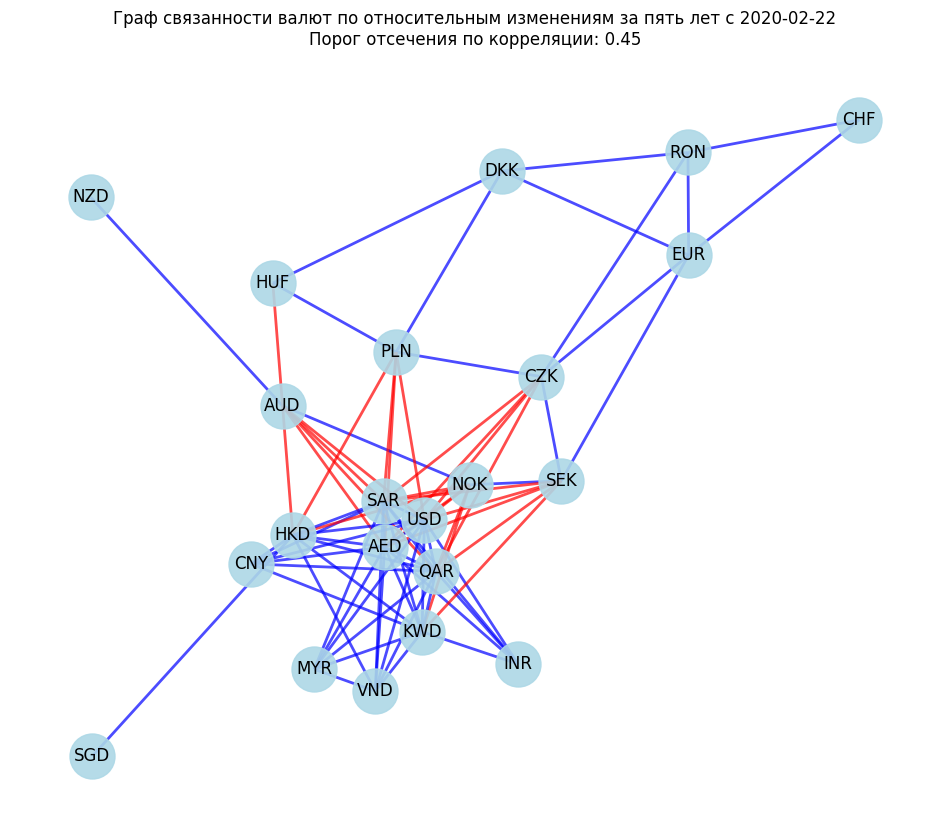 Граф связанности валют по относительным изменениям за пять лет с 2020-02-22
Порог отсечения по корреляции: 0.45
CHF
RON
DKK
NZD
EUR
HUF
PLN
CZK
AUD
SEK
NOK
SAR
USD
HKD
AED
CNY
QAR
KWD
INR
MYR
VND
SGD